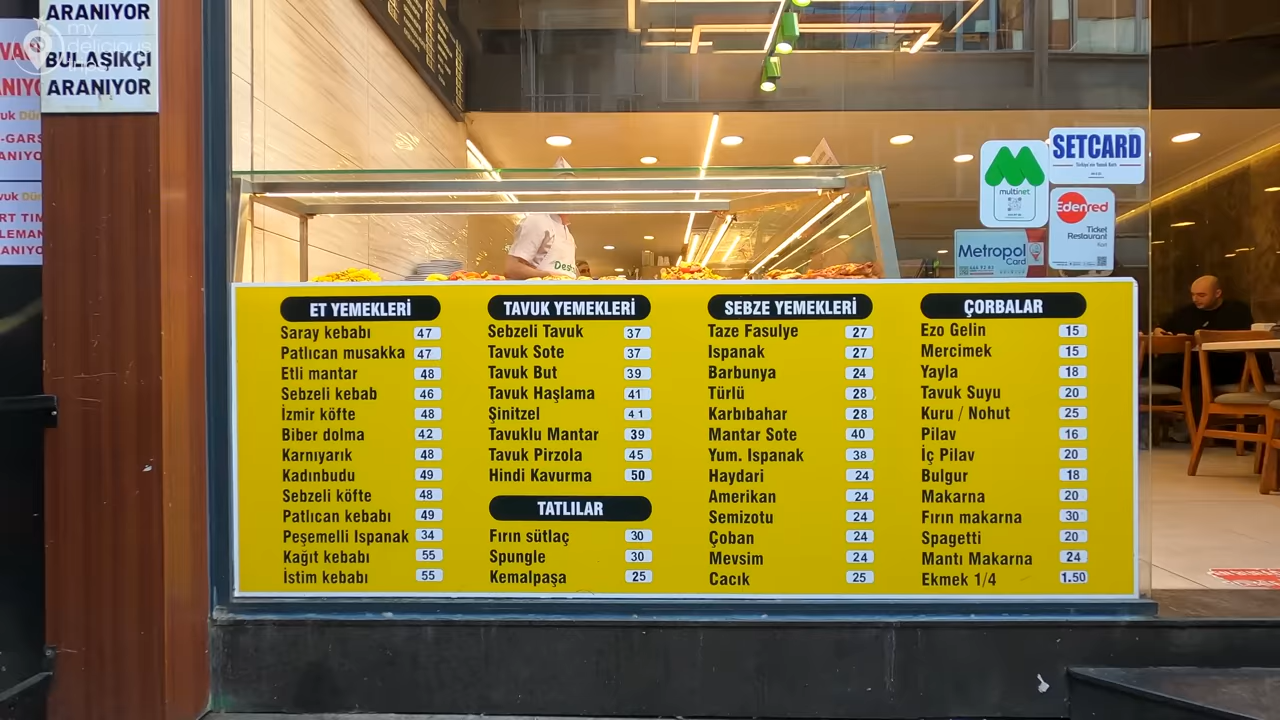 my
delicious
ARANIYOR
BULAŞIKÇI
ARANIYOR
SETCARD
multinet
Edenred
Ticket
Restaurant
Metropol
Card
ET YEMEKLERİ
Saray kebabı 47
Patlıcan musakka 47
Etli mantar 48
Sebzeli kebab 46
İzmir köfte 48
Biber dolma 42
Karnıyarık 48
Kadınbudu 49
Sebzeli köfte 48
Patlıcan kebabı 49
Peşemelli Ispanak 34
Kağıt kebabı 55
İstim kebabı 55
TAVUK YEMEKLERİ
Sebzeli Tavuk 37
Tavuk Sote 37
Tavuk But 39
Tavuk Haşlama 41
Şinitzel 41
Tavuklu Mantar 39
Tavuk Pirzola 45
Hindi Kavurma 50
TATLILAR
Fırın sütlaç 30
Spungle 30
Kemalpaşa 25
SEBZE YEMEKLERİ
Taze Fasulye 27
Ispanak 27
Barbunya 24
Türlü 28
Karbıbahar 28
Mantar Sote 40
Yum. Ispanak 38
Haydari 24
Amerikan 24
Semizotu 24
Çoban 24
Mevsim 24
Cacık 25
ÇORBALAR
Ezo Gelin 15
Mercimek 15
Yayla 18
Tavuk Suyu 20
Kuru / Nohut 25
Pilav 16
İç Pilav 20
Bulgur 18
Makarna 20
Fırın makarna 30
Spagetti 20
Mantı Makarna 24
Ekmek 1/4 1.50